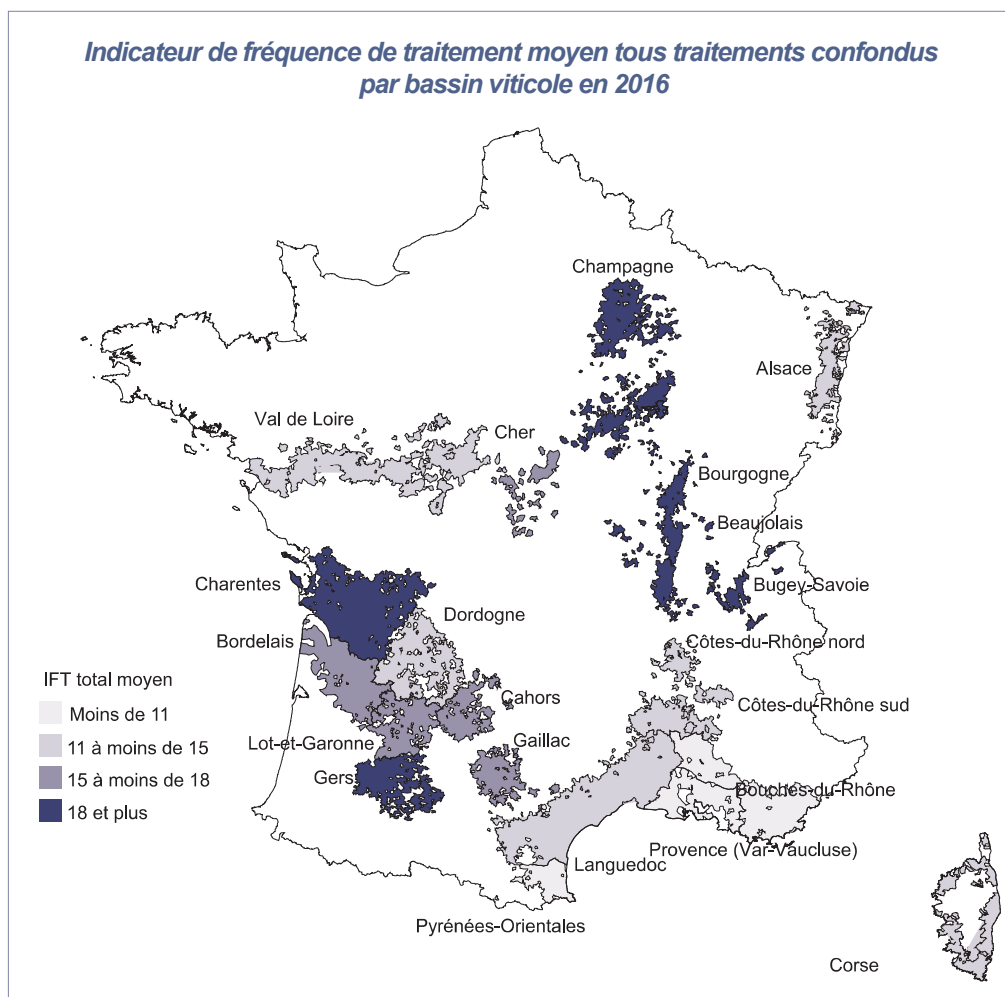 Indicateur de fréquence de traitement moyen tous traitements confondus
par bassin viticole en 2016
Champagne
Alsace
Val de Loire
Cher
Bourgogne
Beaujolais
Charentes
Bugey-Savoie
Dordogne
Bordelais
Côtes-du-Rhône nord
IFT total moyen
Cahors
Côtes-du-Rhône sud
Moins de 11
Lot-et-Garonne
Gaillac
11 à moins de 15
Gers
15 à moins de 18
Bouches-du-Rhône
18 et plus
Provence (Var-Vaucluse)
Languedoc
Pyrénées-Orientales
Corse